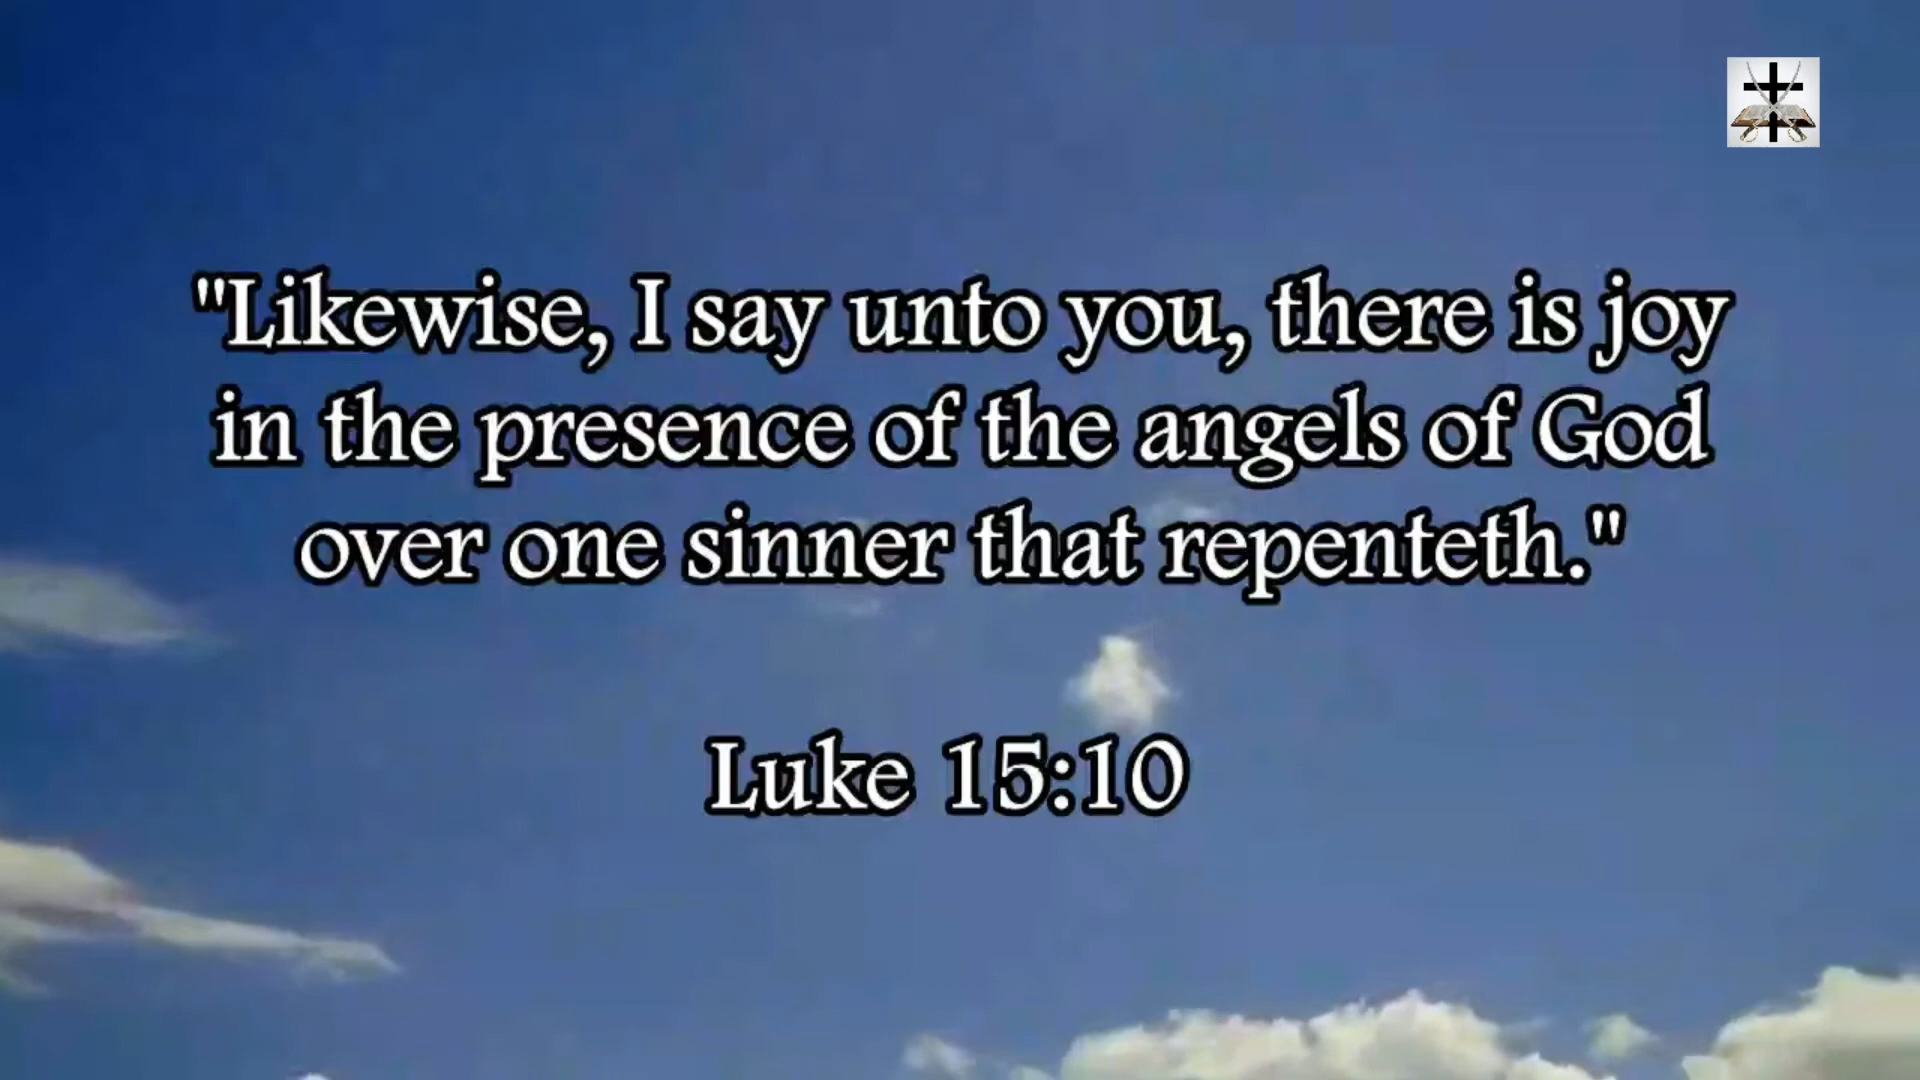 "Likewise, I say unto you, there is joy
in the presence of the angels of God
over one sinner that repenteth."
Luke 15:10